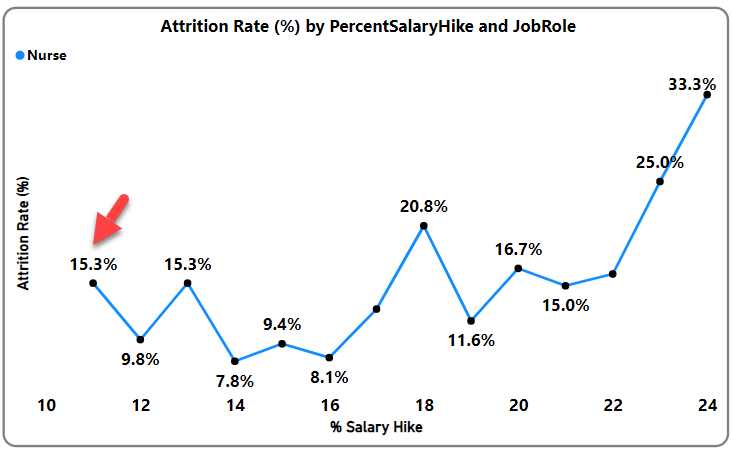 Attrition Rate (%) by PercentSalaryHike and JobRole
Nurse
33.3%
25.0%
20.8%
15.3%
15.3%
16.7%
15.0%
9.8%
9.4%
11.6%
7.8%
8.1%
Attrition Rate (%)
10 12 14 16 18 20 22 24
% Salary Hike